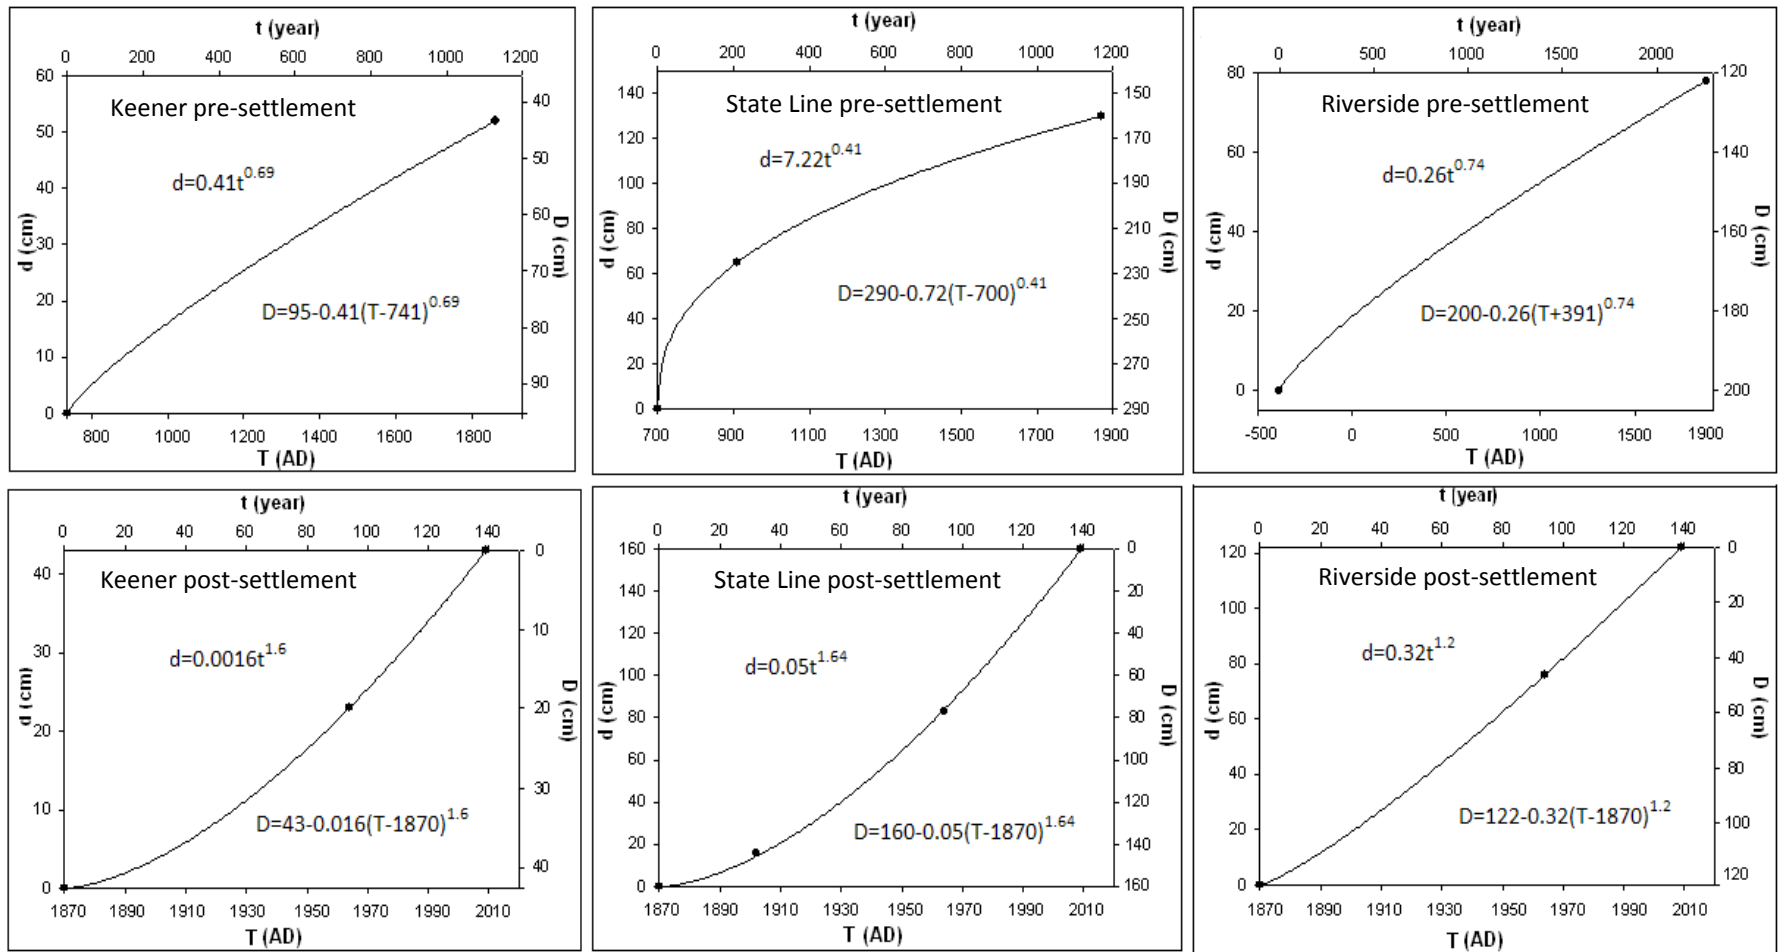 t (year)
0 200 400 600 800 1000 1200
60
50
40
30
20
10
0
d (cm)
Keener pre-settlement
d=0.41t^0.69
D=95-0.41(T-741)^0.69
40
50
60
70
80
90
D (cm)
800 1000 1200 1400 1600 1800
T (AD)
t (year)
0 200 400 600 800 1000 1200
140
120
100
80
60
40
20
0
d (cm)
State Line pre-settlement
d=7.22t^0.41
D=290-0.72(T-700)^0.41
150
170
190
210
230
250
270
290
D (cm)
700 900 1100 1300 1500 1700 1900
T (AD)
t (year)
0 500 1000 1500 2000
80
60
40
20
0
d (cm)
Riverside pre-settlement
d=0.26t^0.74
D=200-0.26(T+391)^0.74
120
140
160
180
200
D (cm)
-500 0 500 1000 1500 1900
T (AD)
t (year)
0 20 40 60 80 100 120 140
40
30
20
10
0
d (cm)
Keener post-settlement
d=0.0016t^1.6
D=43-0.016(T-1870)^1.6
0
10
20
30
40
D (cm)
1870 1890 1910 1930 1950 1970 1990 2010
T (AD)
t (year)
0 20 40 60 80 100 120 140
160
140
120
100
80
60
40
20
0
d (cm)
State Line post-settlement
d=0.05t^1.64
D=160-0.05(T-1870)^1.64
0
20
40
60
80
100
120
140
160
D (cm)
1870 1890 1910 1930 1950 1970 1990 2010
T (AD)
t (year)
0 20 40 60 80 100 120 140
120
100
80
60
40
20
0
d (cm)
Riverside post-settlement
d=0.32t^1.2
D=122-0.32(T-1870)^1.2
0
20
40
60
80
100
120
D (cm)
1870 1890 1910 1930 1950 1970 1990 2010
T (AD)